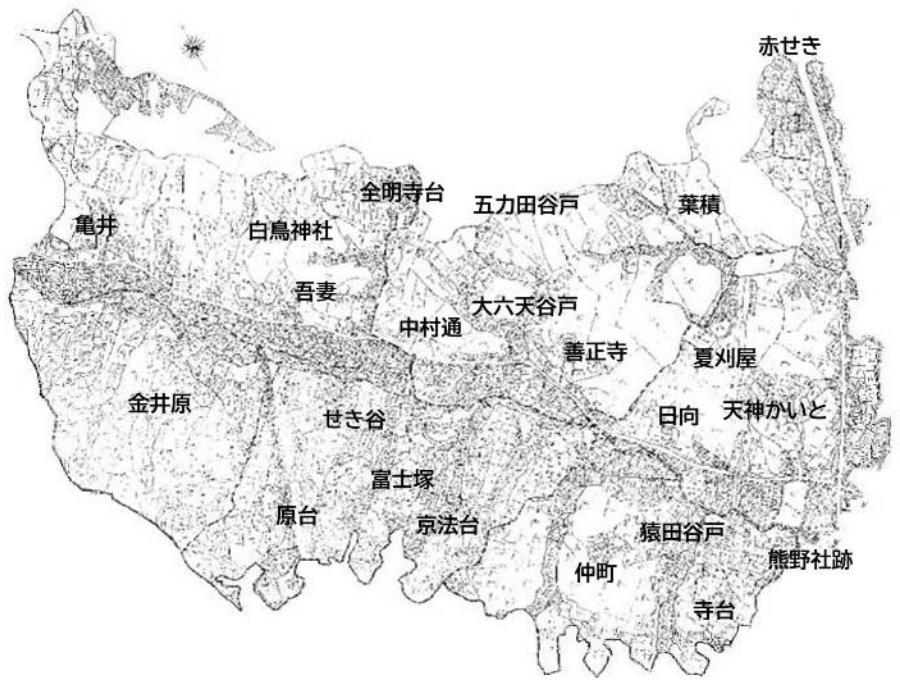 赤せき
全明寺台
五力田谷戸
葉積
亀井
白鳥神社
吾妻
大六天谷戸
中村通
善正寺
夏刈屋
金井原
せき谷
日向
天神かいと
富士塚
原台
京法台
猿田谷戸
熊野社跡
仲町
寺台